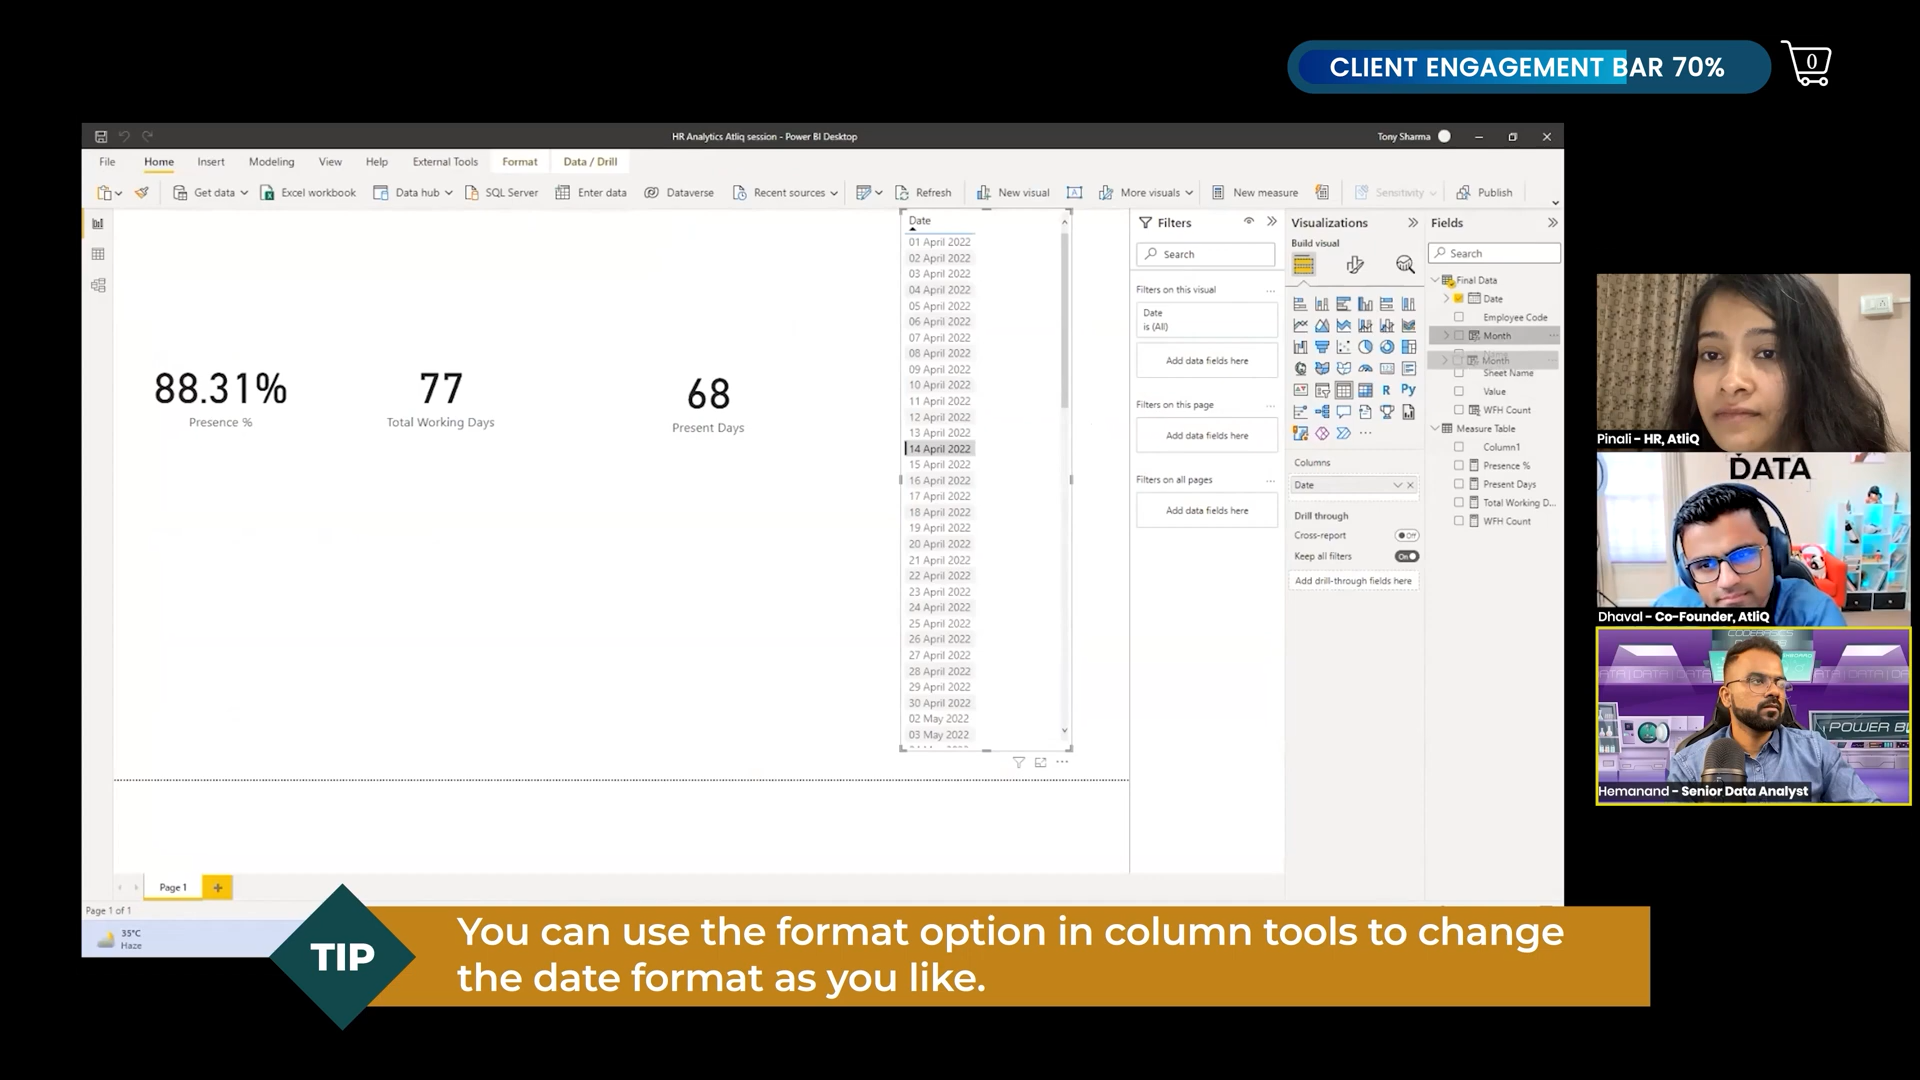 CLIENT ENGAGEMENT BAR 70%
0
HR Analytics Atliq session - Power BI Desktop
Tony Sharma
File Home Insert Modeling View Help External Tools Format Data / Drill
Get data Excel workbook Data hub SQL Server Enter data Dataverse Recent sources Refresh New visual More visuals New measure Sensitivity Publish
88.31%
Presence %
77
Total Working Days
68
Present Days
Date
01 April 2022
02 April 2022
03 April 2022
04 April 2022
05 April 2022
06 April 2022
07 April 2022
08 April 2022
09 April 2022
10 April 2022
11 April 2022
12 April 2022
13 April 2022
14 April 2022
15 April 2022
16 April 2022
17 April 2022
18 April 2022
19 April 2022
20 April 2022
21 April 2022
22 April 2022
23 April 2022
24 April 2022
25 April 2022
26 April 2022
27 April 2022
28 April 2022
29 April 2022
30 April 2022
02 May 2022
03 May 2022
Filters
Search
Filters on this visual
Date
is (All)
Add data fields here
Filters on this page
Add data fields here
Filters on all pages
Add data fields here
Visualizations
Build visual
R Py
Columns
Date
Drill through
Cross-report
Off
Keep all filters
On
Add drill-through fields here
Fields
Search
Final Data
Date
Employee Code
Month
Month
Sheet Name
Value
WFH Count
Measure Table
Column1
Presence %
Present Days
Total Working D...
WFH Count
Pinali - HR, AtliQ
DATA
Dhaval - Co-Founder, AtliQ
POWER BI
Hemanand - Senior Data Analyst
Page 1
Page 1 of 1
35°C
Haze
TIP
You can use the format option in column tools to change
the date format as you like.